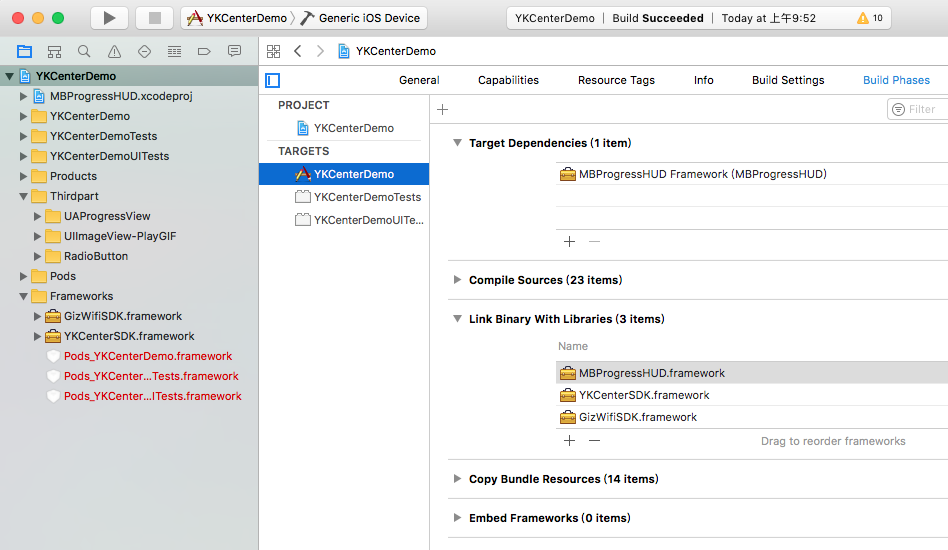 YKCenterDemo
Generic iOS Device
YKCenterDemo | Build Succeeded | Today at 上午9:52
10
YKCenterDemo
MBProgressHUD.xcodeproj
YKCenterDemo
YKCenterDemoTests
YKCenterDemoUITests
Products
Thirdpart
UAProgressView
UIImageView-PlayGIF
RadioButton
Pods
Frameworks
GizWifiSDK.framework
YKCenterSDK.framework
Pods_YKCenterDemo.framework
Pods_YKCenter...Tests.framework
Pods_YKCenter...ITests.framework
YKCenterDemo
General
Capabilities
Resource Tags
Info
Build Settings
Build Phases
PROJECT
YKCenterDemo
TARGETS
YKCenterDemo
YKCenterDemoTests
YKCenterDemoUITe...
Filter
Target Dependencies (1 item)
MBProgressHUD Framework (MBProgressHUD)
Compile Sources (23 items)
Link Binary With Libraries (3 items)
Name
MBProgressHUD.framework
YKCenterSDK.framework
GizWifiSDK.framework
Drag to reorder frameworks
Copy Bundle Resources (14 items)
Embed Frameworks (0 items)